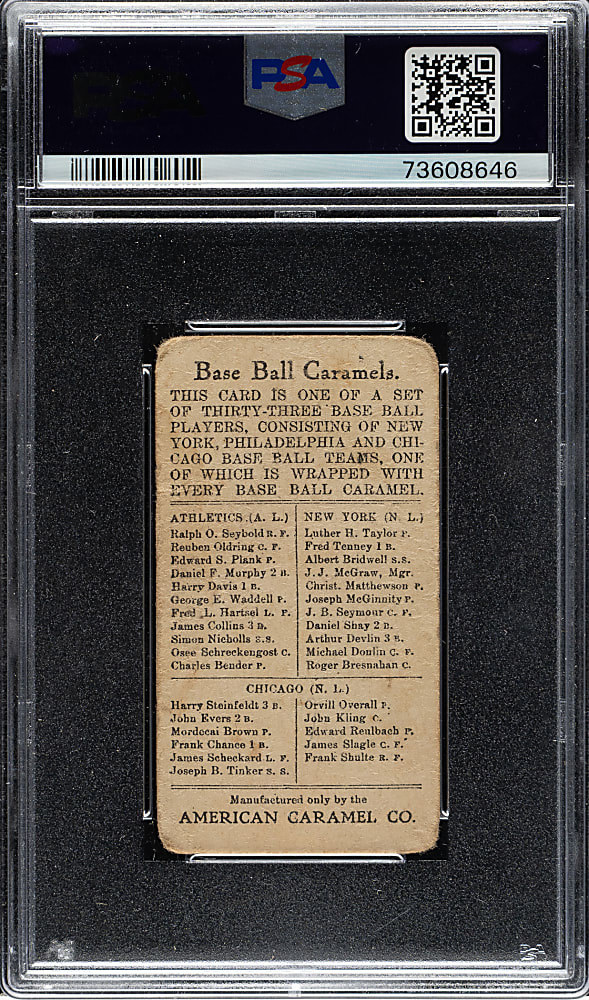 PSA
73608646
Base Ball Caramels.
THIS CARD IS ONE OF A SET
OF THIRTY-THREE BASE BALL
PLAYERS, CONSISTING OF NEW
YORK, PHILADELPHIA AND CHI-
CAGO BASE BALL TEAMS, ONE
OF WHICH IS WRAPPED WITH
EVERY BASE BALL CARAMEL.
ATHLETICS (A. L.)
Ralph O. Seybold R. F.
Reuben Oldring C. F.
Edward S. Plank P.
Daniel F. Murphy 2 B.
Harry Davis 1 B.
George E. Waddell P.
Fred L. Hartsel L. F.
James Collins 3 B.
Simon Nicholls S.S.
Osee Schreckengost C.
Charles Bender P.
NEW YORK (N. L.)
Luther H. Taylor P.
Fred Tenney 1 B.
Albert Bridwell S.S.
J. J. McGraw, Mgr.
Christ. Matthewson P.
Joseph McGinnity P.
J. B. Seymour C. F.
Daniel Shay 2 B.
Arthur Devlin 3 B.
Michael Donlin C. F.
Roger Bresnahan C.
CHICAGO (N. L.)
Harry Steinfeldt 3 B.
John Evers 2 B.
Mordecai Brown P.
Frank Chance 1 B.
James Scheckard L. F.
Joseph B. Tinker S. S.
Orvill Overall P.
John Kling C.
Edward Reulbach P.
James Slagle C. F.
Frank Shulte R. F.
Manufactured only by the
AMERICAN CARAMEL CO.
PSA